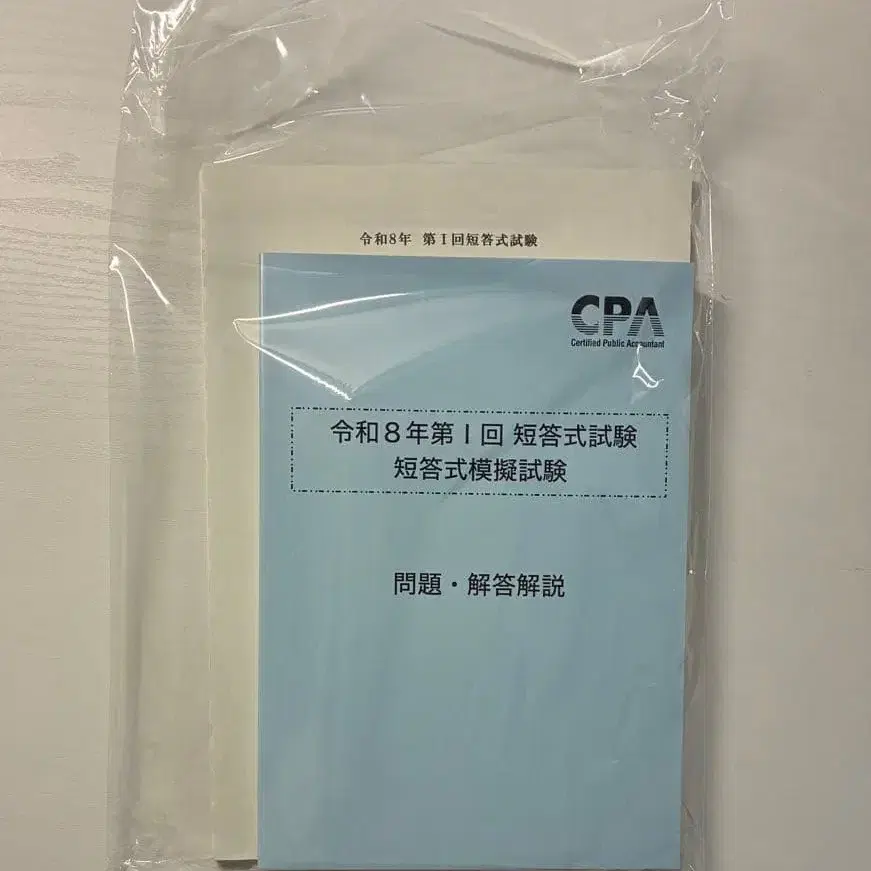 令和8年 第Ⅰ回短答式試験
CPA
Certified Public Accountant
令和8年第Ⅰ回 短答式試験
短答式模擬試験
問題・解答解説